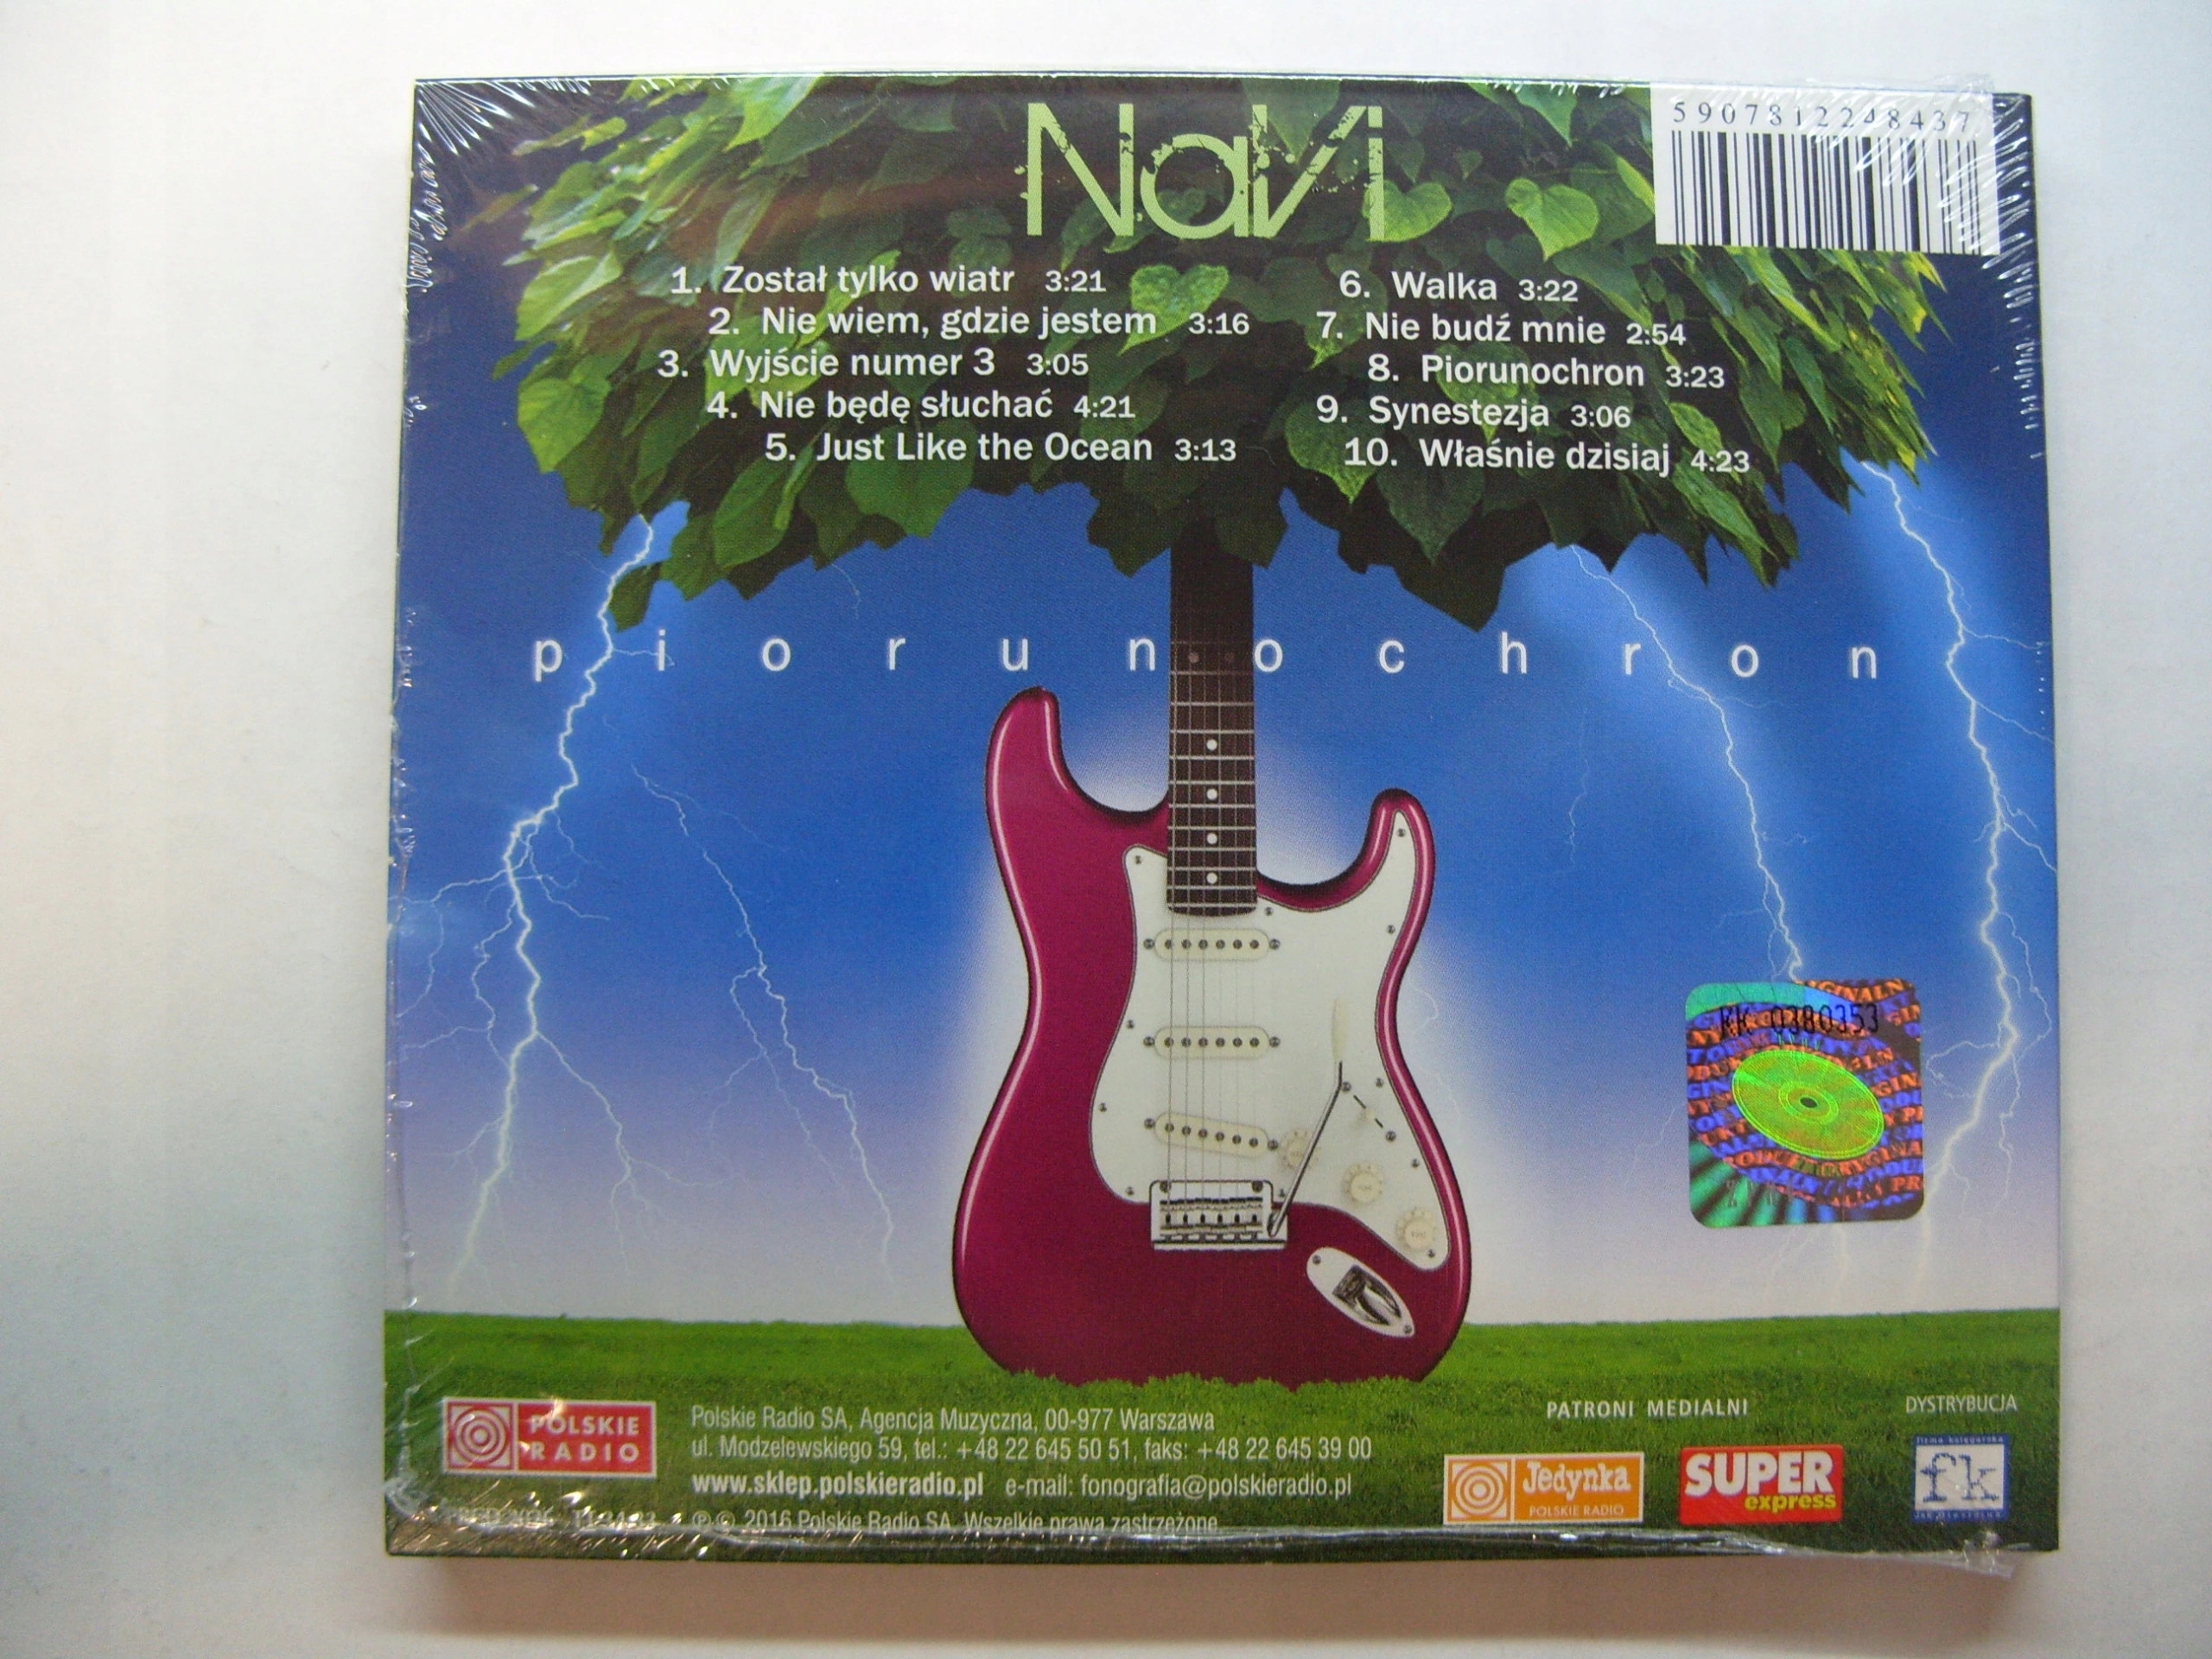 NaVi
5907812248437
1. Został tylko wiatr 3:21
2. Nie wiem, gdzie jestem 3:16
3. Wyjście numer 3 3:05
4. Nie będę słuchać 4:21
5. Just Like the Ocean 3:13
6. Walka 3:22
7. Nie budź mnie 2:54
8. Piorunochron 3:23
9. Synestezja 3:06
10. Właśnie dzisiaj 4:23
piorunochron
KK 0380353
POLSKIE
RADIO
Polskie Radio SA, Agencja Muzyczna, 00-977 Warszawa
ul. Modzelewskiego 59, tel.: +48 22 645 50 51, faks: +48 22 645 39 00
www.sklep.polskieradio.pl e-mail: fonografia@polskieradio.pl
℗ © 2016 Polskie Radio SA. Wszelkie prawa zastrzeżone
PATRONI MEDIALNI
Jedynka
POLSKIE RADIO
SUPER
express
DYSTRYBUCJA
firma księgarska
fk